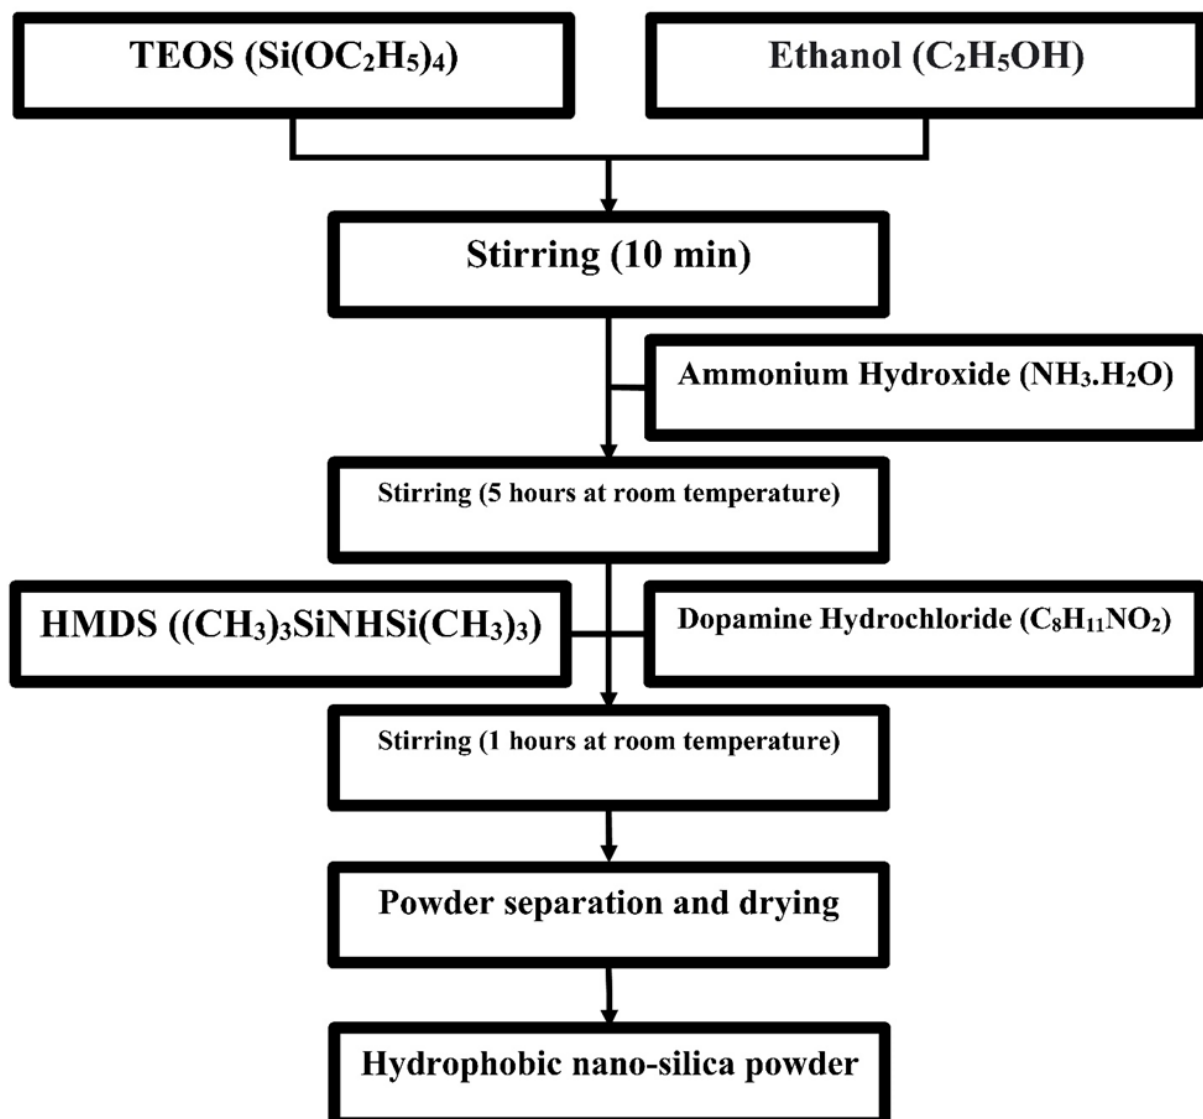 TEOS (Si(OC₂H₅)₄)
Ethanol (C₂H₅OH)
Stirring (10 min)
Ammonium Hydroxide (NH₃.H₂O)
Stirring (5 hours at room temperature)
HMDS ((CH₃)₃SiNHSi(CH₃)₃)
Dopamine Hydrochloride (C₈H₁₁NO₂)
Stirring (1 hours at room temperature)
Powder separation and drying
Hydrophobic nano-silica powder